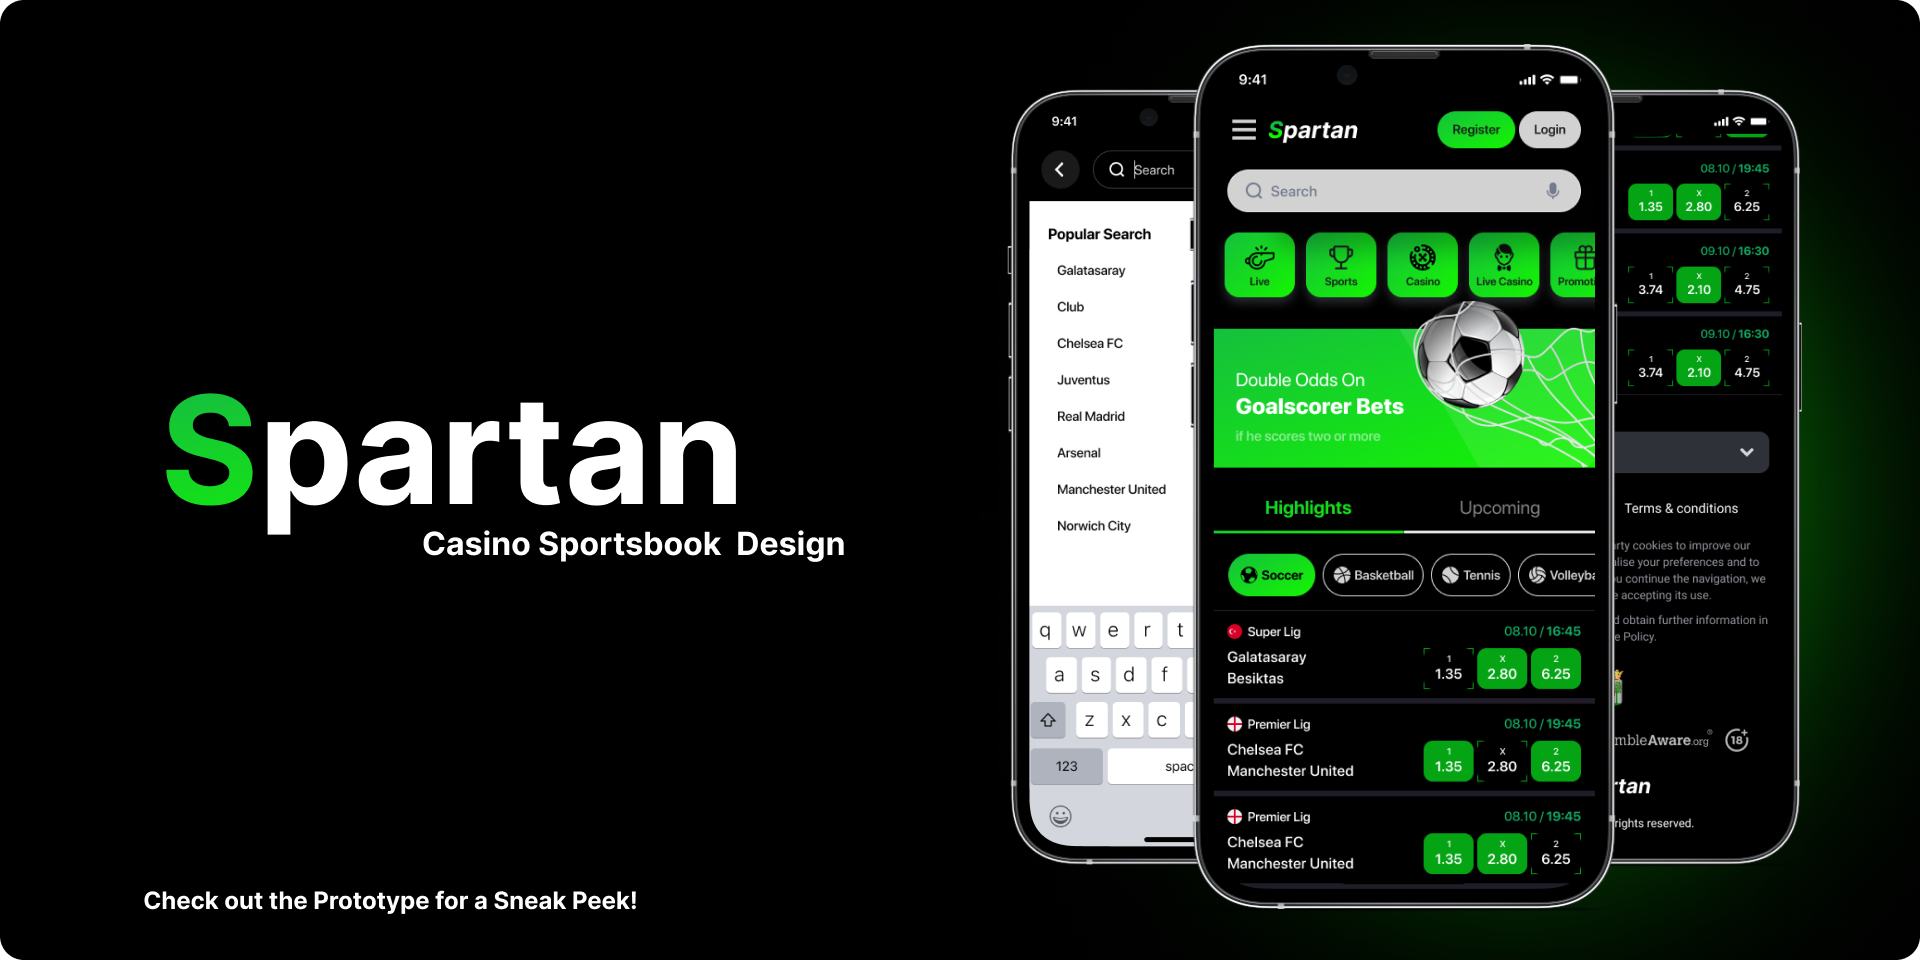 Spartan
Casino Sportsbook Design
Check out the Prototype for a Sneak Peek!
9:41
Search
Popular Search
Galatasaray
Club
Chelsea FC
Juventus
Real Madrid
Arsenal
Manchester United
Norwich City
q w e r t
a s d f
z x c
123 spac
9:41
Spartan
Register Login
Search
Live Sports Casino Live Casino Promoti
Double Odds On
Goalscorer Bets
if he scores two or more
Highlights Upcoming
Soccer Basketball Tennis Volleyba
Super Lig 08.10 / 16:45
Galatasaray
Besiktas
1 X 2
1.35 2.80 6.25
Premier Lig 08.10 / 19:45
Chelsea FC
Manchester United
1 X 2
1.35 2.80 6.25
Premier Lig 08.10 / 19:45
Chelsea FC
Manchester United
1 X 2
1.35 2.80 6.25
08.10 / 19:45
1 X 2
1.35 2.80 6.25
09.10 / 16:30
1 X 2
3.74 2.10 4.75
09.10 / 16:30
1 X 2
3.74 2.10 4.75
Terms & conditions
rty cookies to improve our
alise your preferences and to
u continue the navigation, we
e accepting its use.
d obtain further information in
e Policy.
mbleAware.org®
18+
rtan
rights reserved.